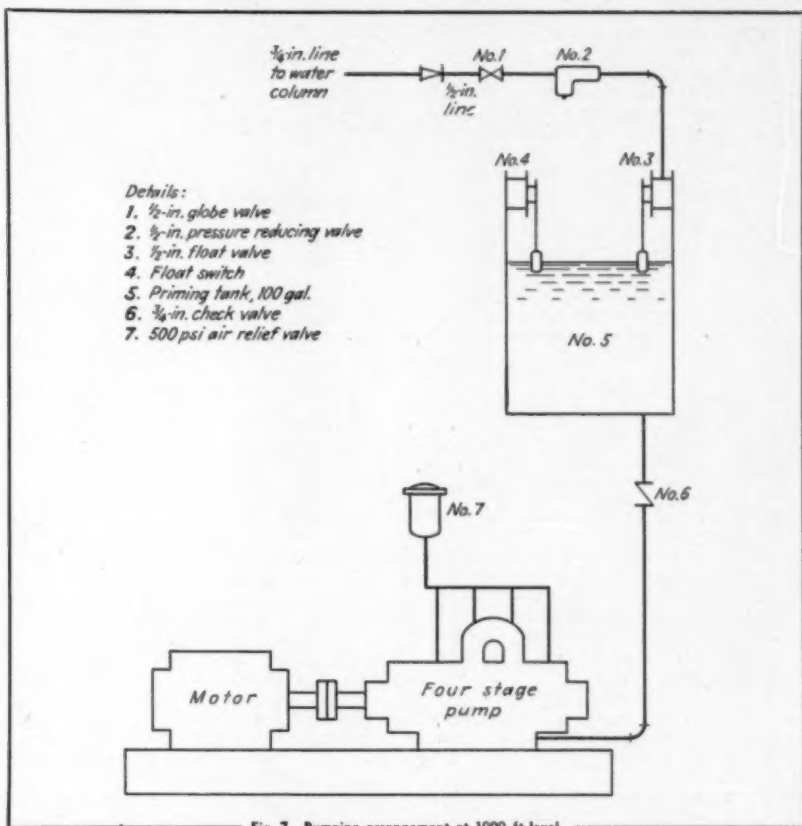 ¾-in. line
to water
column
½-in.
line
No.1
No.2
No.4
No.3
Details:
1. ½-in. globe valve
2. ½-in. pressure reducing valve
3. ½-in. float valve
4. Float switch
5. Priming tank, 100 gal.
6. ¾-in. check valve
7. 500 psi air relief valve
No.5
No.6
No.7
Motor
Four stage
pump